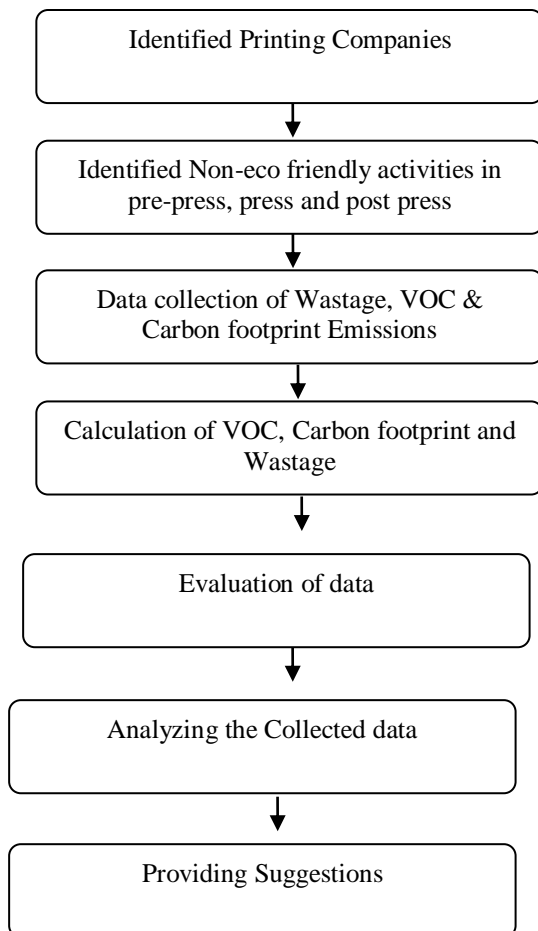 Identified Printing Companies
Identified Non-eco friendly activities in
pre-press, press and post press
Data collection of Wastage, VOC &
Carbon footprint Emissions
Calculation of VOC, Carbon footprint and
Wastage
Evaluation of data
Analyzing the Collected data
Providing Suggestions